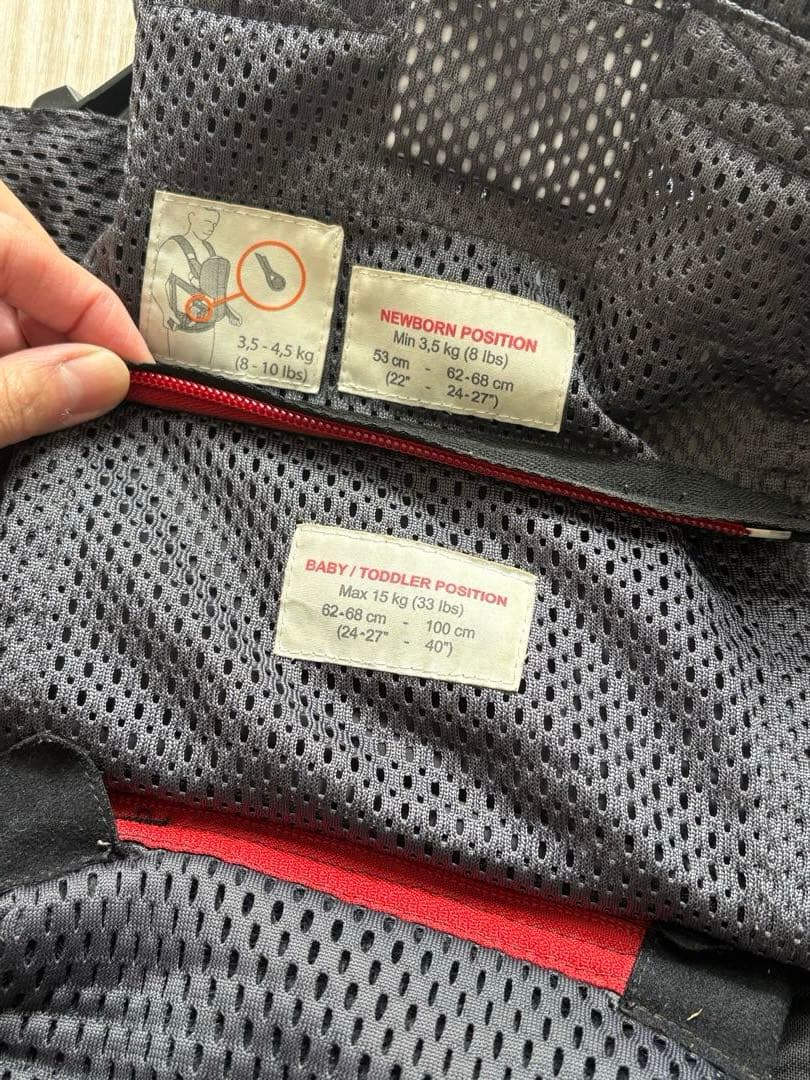 3,5 - 4,5 kg
(8 - 10 lbs)
NEWBORN POSITION
Min 3,5 kg (8 lbs)
53 cm - 62-68 cm
(22" - 24-27")
BABY / TODDLER POSITION
Max 15 kg (33 lbs)
62-68 cm - 100 cm
(24-27" - 40")